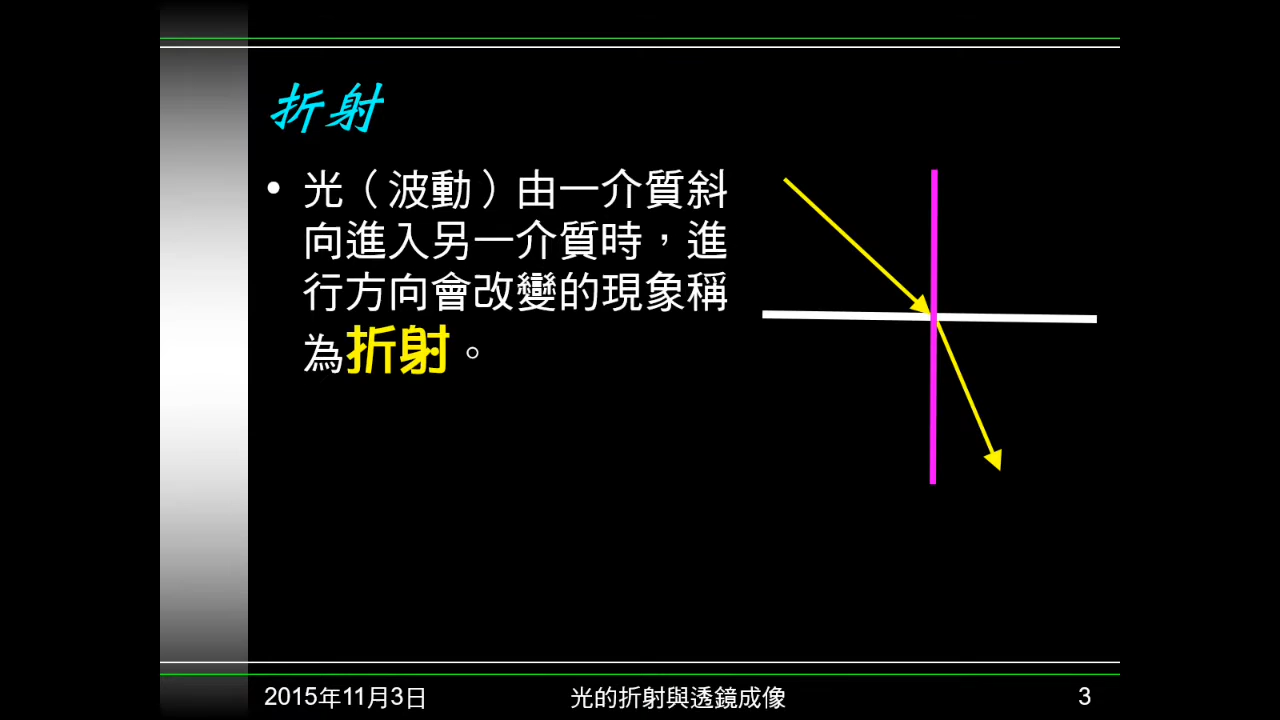 折射
• 光（波動）由一介質斜
向進入另一介質時，進
行方向會改變的現象稱
為折射。
2015年11月3日
光的折射與透鏡成像
3